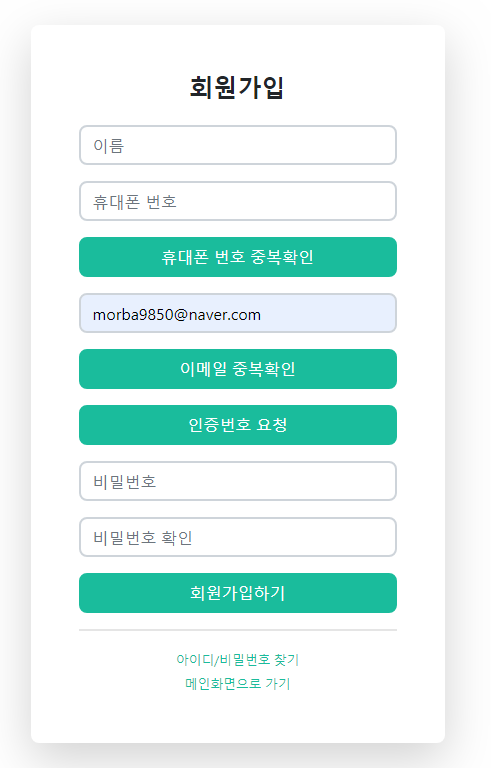 회원가입
이름
휴대폰 번호
휴대폰 번호 중복확인
morba9850@naver.com
이메일 중복확인
인증번호 요청
비밀번호
비밀번호 확인
회원가입하기
아이디/비밀번호 찾기
메인화면으로 가기